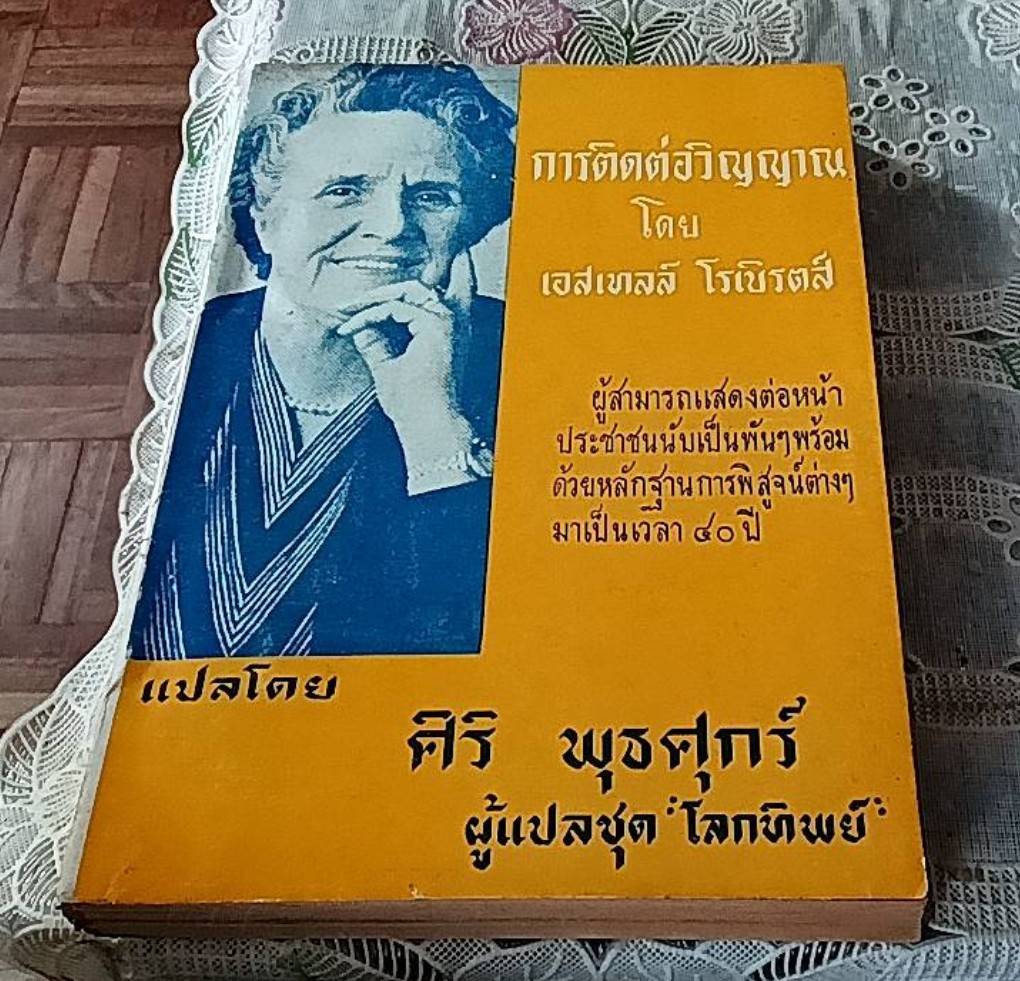 การติดต่อวิญญาณ
โดย
เอสเทลล์ โรเบิรตส์
ผู้สามารถแสดงต่อหน้า
ประชาชนนับเป็นพันๆพร้อม
ด้วยหลักฐานการพิสูจน์ต่างๆ
มาเป็นเวลา ๔๐ ปี
แปลโดย
ศิริ พุธศุกร์
ผู้แปลชุด "โลกทิพย์"